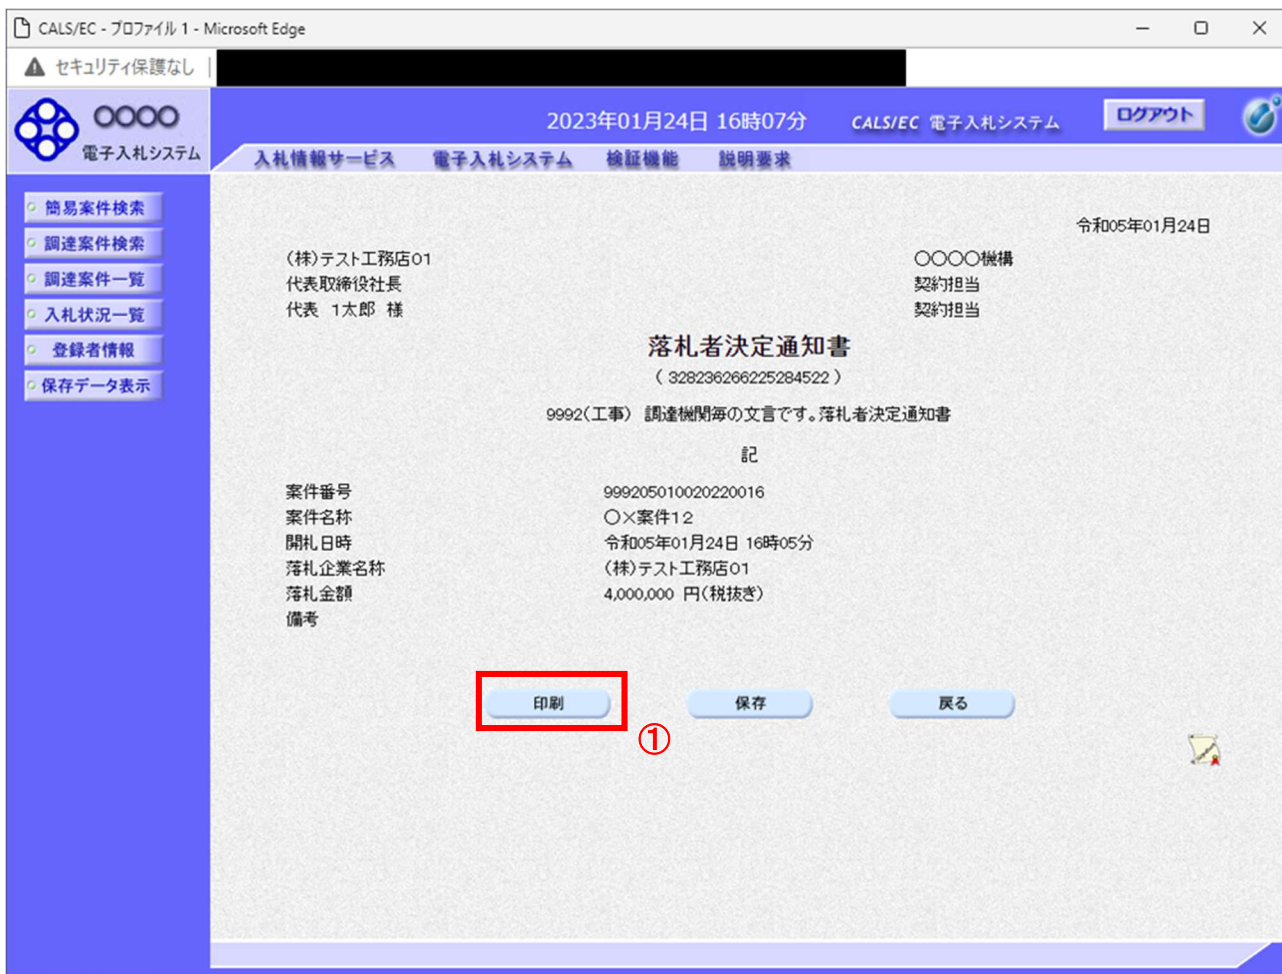 CALS/EC - プロファイル 1 - Microsoft Edge
セキュリティ保護なし
〇〇〇〇
電子入札システム
2023年01月24日 16時07分
CALS/EC 電子入札システム
ログアウト
入札情報サービス 電子入札システム 検証機能 説明要求
簡易案件検索
調達案件検索
調達案件一覧
入札状況一覧
登録者情報
保存データ表示
令和05年01月24日
(株)テスト工務店01
代表取締役社長
代表 1太郎 様
〇〇〇〇機構
契約担当
契約担当
落札者決定通知書
( 328236266225284522 )
9992(工事) 調達機関毎の文言です。落札者決定通知書
記
案件番号 999205010020220016
案件名称 〇×案件12
開札日時 令和05年01月24日 16時05分
落札企業名称 (株)テスト工務店01
落札金額 4,000,000 円(税抜き)
備考
印刷 保存 戻る
①